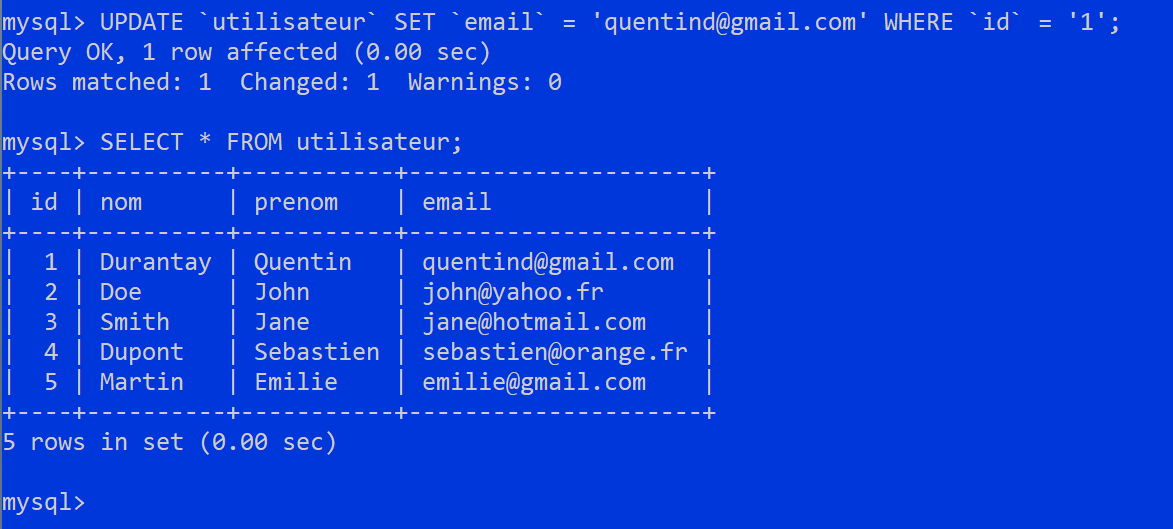 mysql> UPDATE `utilisateur` SET `email` = 'quentind@gmail.com' WHERE `id` = '1';
Query OK, 1 row affected (0.00 sec)
Rows matched: 1  Changed: 1  Warnings: 0
mysql> SELECT * FROM utilisateur;
+----+----------+-----------+---------------------+
| id | nom      | prenom    | email               |
+----+----------+-----------+---------------------+
|  1 | Durantay | Quentin   | quentind@gmail.com  |
|  2 | Doe      | John      | john@yahoo.fr       |
|  3 | Smith    | Jane      | jane@hotmail.com    |
|  4 | Dupont   | Sebastien | sebastien@orange.fr |
|  5 | Martin   | Emilie    | emilie@gmail.com    |
+----+----------+-----------+---------------------+
5 rows in set (0.00 sec)
mysql>